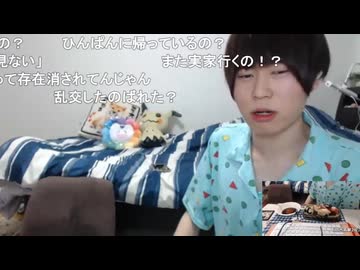 の？
ひんぱんに帰っているの？
見ない」
また実家行くの！？
って存在消されてんじゃん
乱交したのばれた？